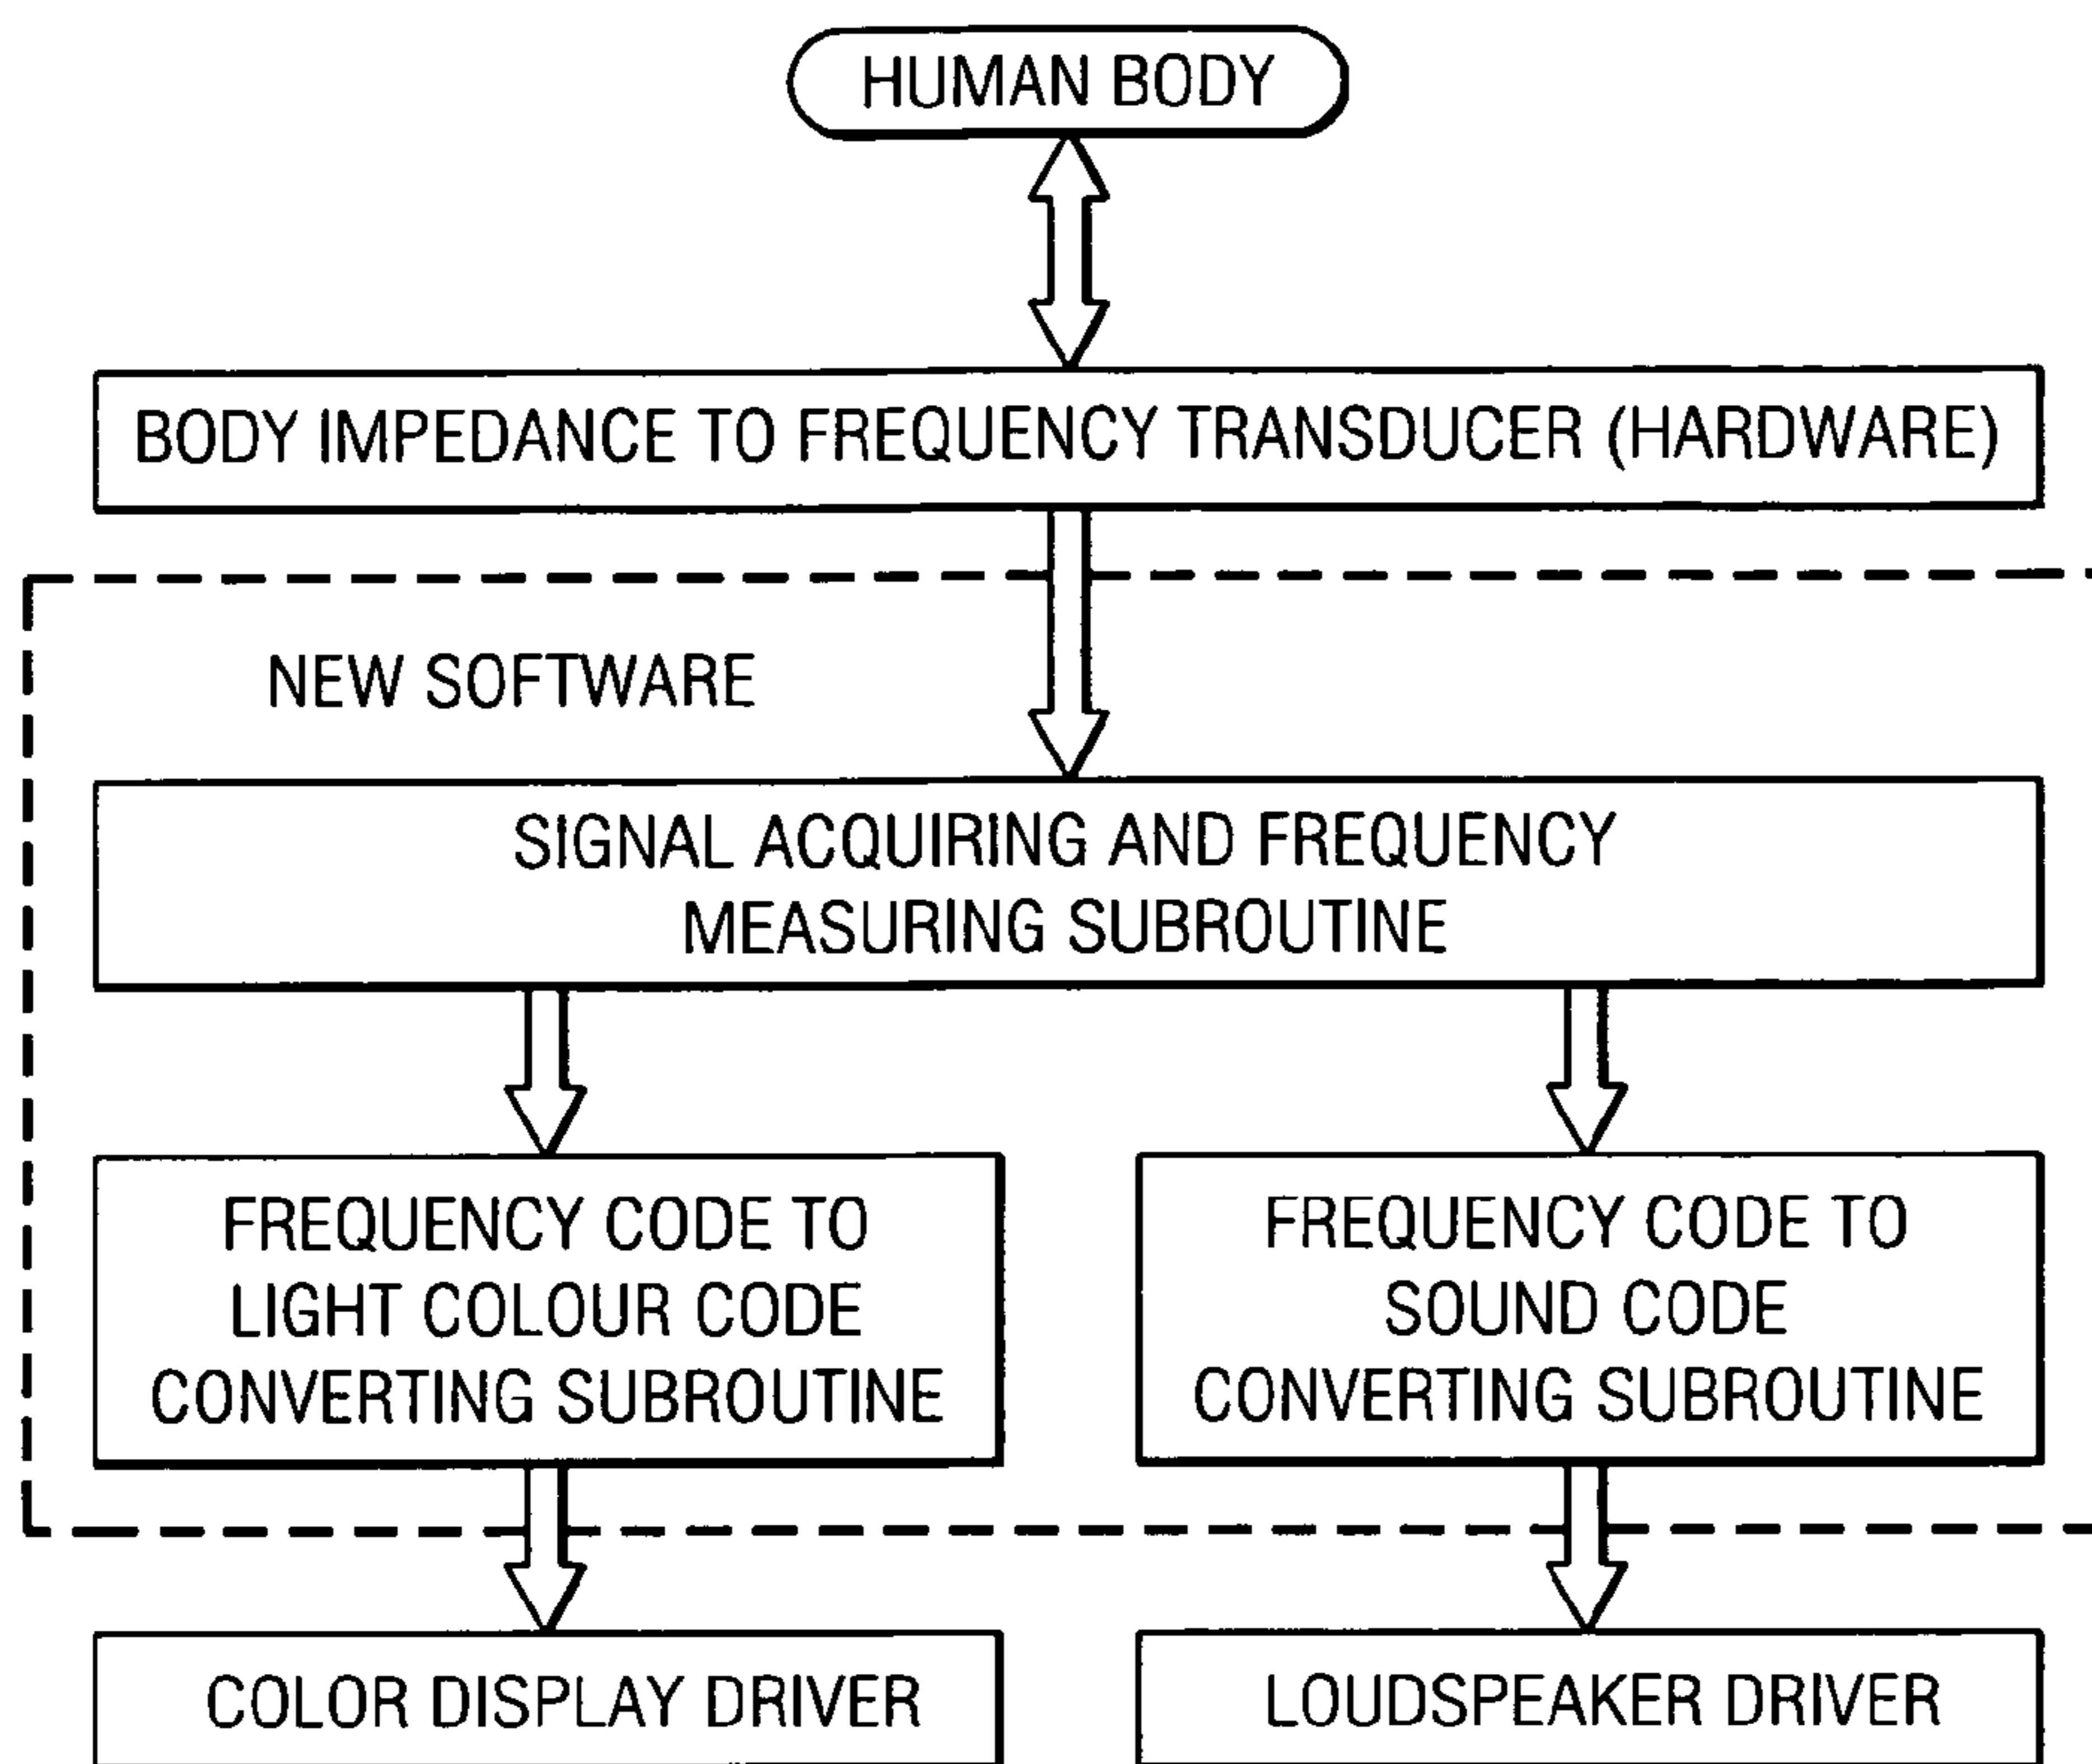 HUMAN BODY
BODY IMPEDANCE TO FREQUENCY TRANSDUCER (HARDWARE)
NEW SOFTWARE
SIGNAL ACQUIRING AND FREQUENCY
MEASURING SUBROUTINE
FREQUENCY CODE TO
LIGHT COLOUR CODE
CONVERTING SUBROUTINE
FREQUENCY CODE TO
SOUND CODE
CONVERTING SUBROUTINE
COLOR DISPLAY DRIVER
LOUDSPEAKER DRIVER